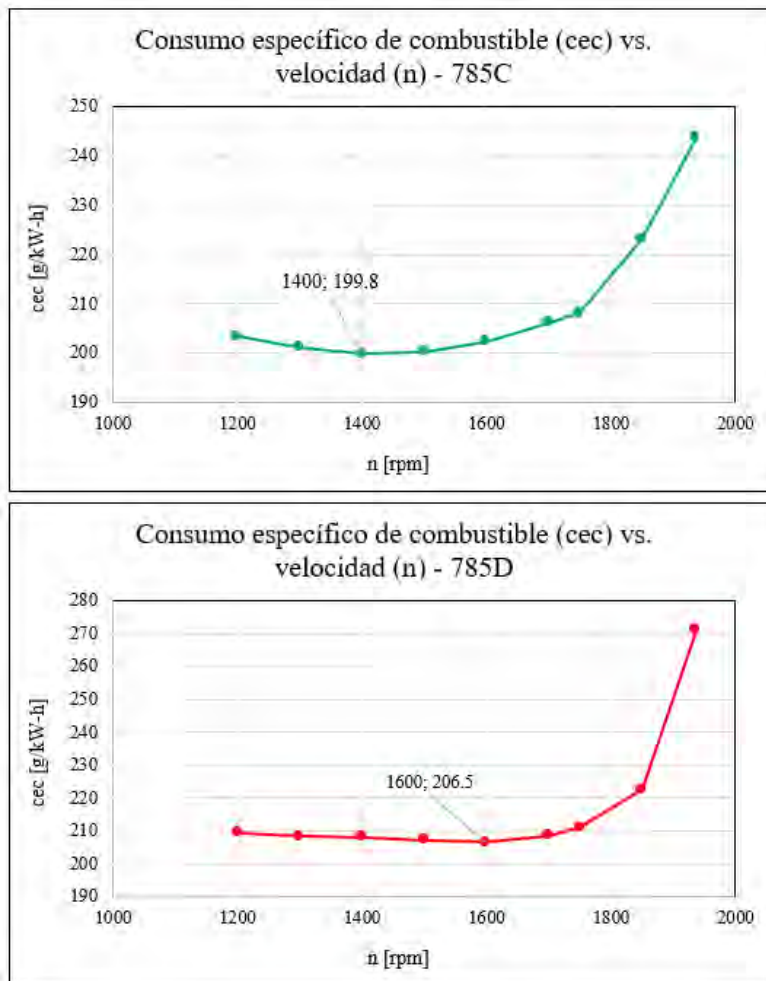 Consumo específico de combustible (cec) vs.
velocidad (n) - 785C
250
240
230
220
210
200
190
cec [g/kW-h]
1400; 199.8
1000 1200 1400 1600 1800 2000
n [rpm]
Consumo específico de combustible (cec) vs.
velocidad (n) - 785D
280
270
260
250
240
230
220
210
200
190
cec [g/kW-h]
1600; 206.5
1000 1200 1400 1600 1800 2000
n [rpm]